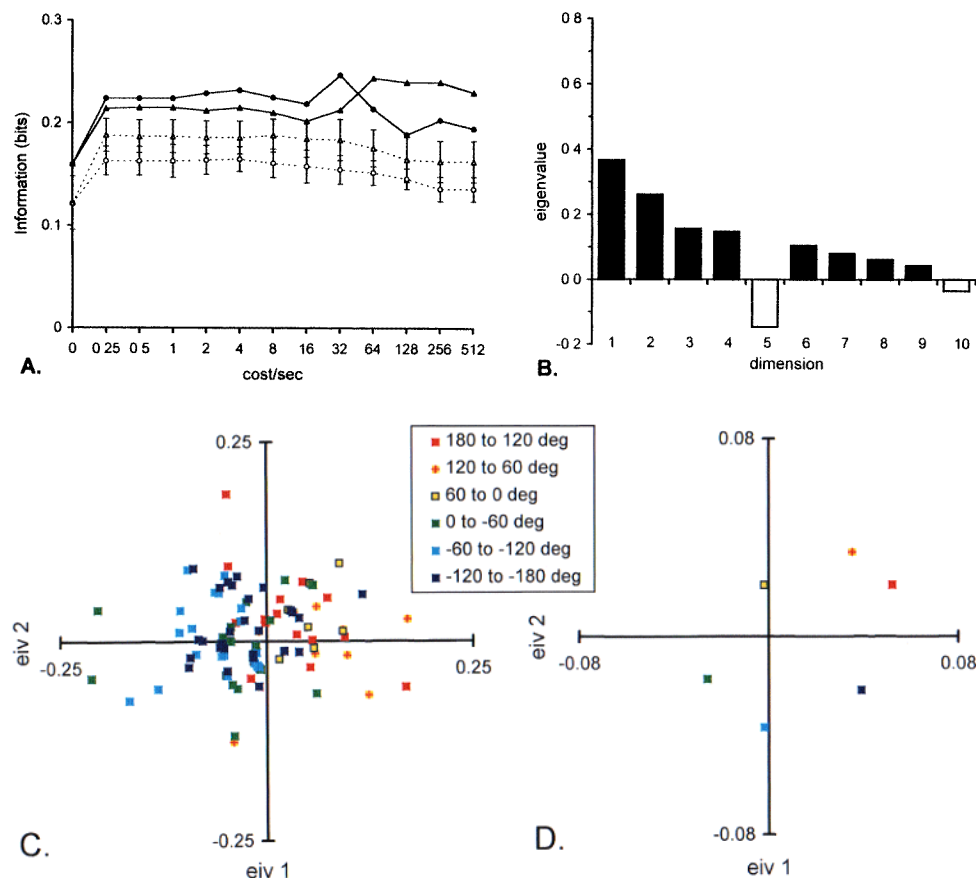 0.3
0.2
0.1
0
Information (bits)
0 0 25 0 5 1 2 4 8 16 32 64 128 256 512
cost/sec
A.
0 8
0.6
0.4
0.2
0.0
-0.2
eigenvalue
1 2 3 4 5 6 7 8 9 10
dimension
B.
180 to 120 deg
120 to 60 deg
60 to 0 deg
0 to -60 deg
-60 to -120 deg
-120 to -180 deg
0.25
-0.25
0.25
-0.25
eiv 2
eiv 1
C.
0.08
-0.08
0.08
-0.08
eiv 2
eiv 1
D.